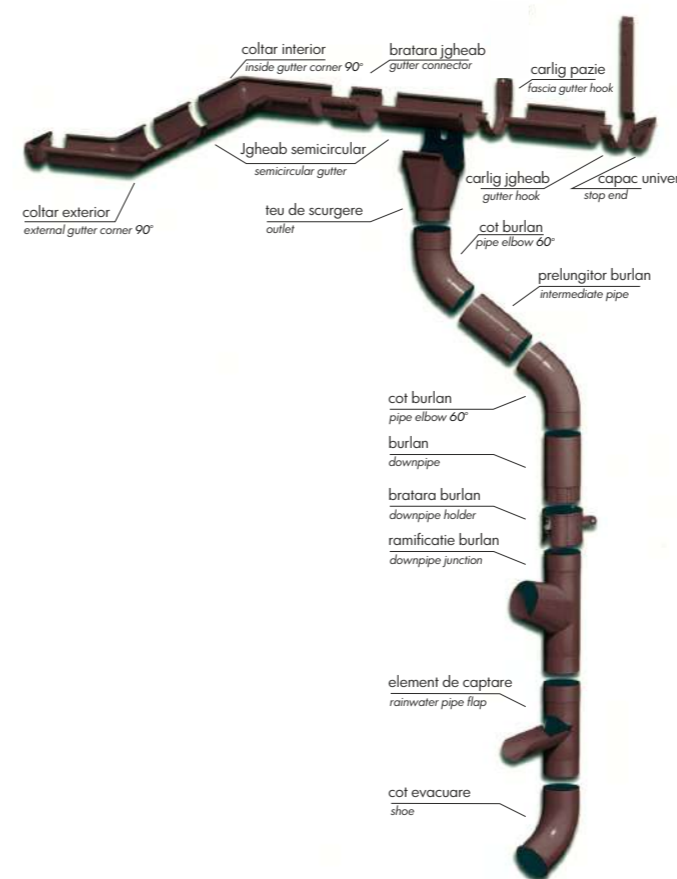 coltar interior
inside gutter corner 90°
bratara jgheab
gutter connector
carlig pazie
fascia gutter hook
Jgheab semicircular
semicircular gutter
carlig jgheab
gutter hook
capac univer
stop end
coltar exterior
external gutter corner 90°
teu de scurgere
outlet
cot burlan
pipe elbow 60°
prelungitor burlan
intermediate pipe
cot burlan
pipe elbow 60°
burlan
downpipe
bratara burlan
downpipe holder
ramificatie burlan
downpipe junction
element de captare
rainwater pipe flap
cot evacuare
shoe